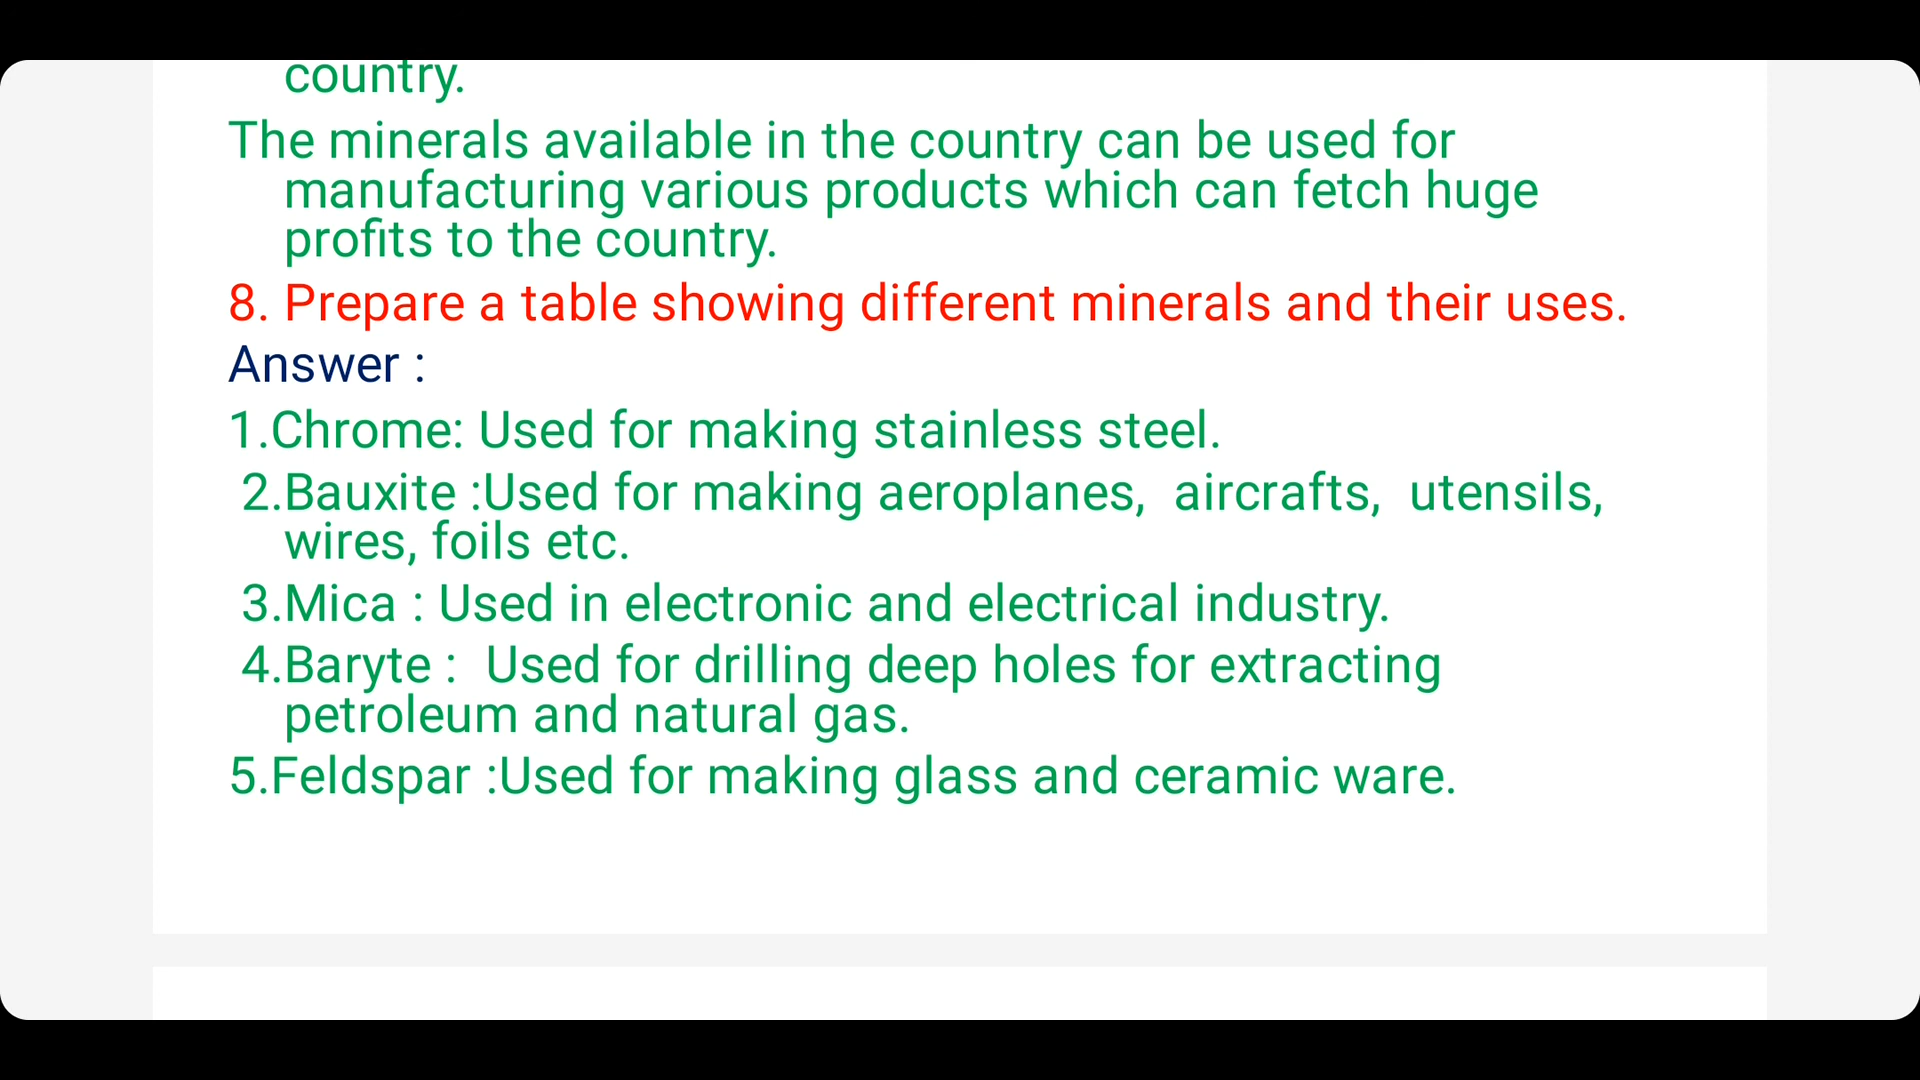 country.
The minerals available in the country can be used for
manufacturing various products which can fetch huge
profits to the country.
8. Prepare a table showing different minerals and their uses.
Answer :
1.Chrome: Used for making stainless steel.
2.Bauxite :Used for making aeroplanes,  aircrafts,  utensils,
wires, foils etc.
3.Mica : Used in electronic and electrical industry.
4.Baryte :  Used for drilling deep holes for extracting
petroleum and natural gas.
5.Feldspar :Used for making glass and ceramic ware.